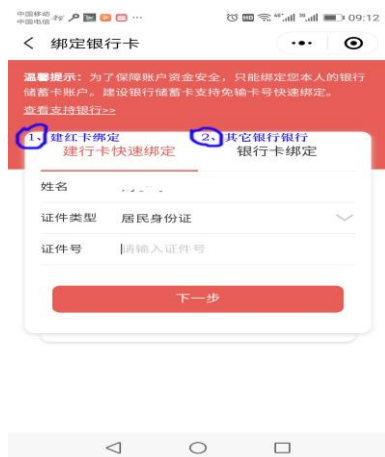 中国移动
中国电信
09:12
绑定银行卡
温馨提示：为了保障账户资金安全，只能绑定您本人的银行
储蓄卡账户。建设银行储蓄卡支持免输卡号快速绑定。
查看支持银行>>
1、建红卡绑定 2、其它银行银行
建行卡快速绑定 银行卡绑定
姓名
证件类型 居民身份证
证件号 请输入证件号
下一步